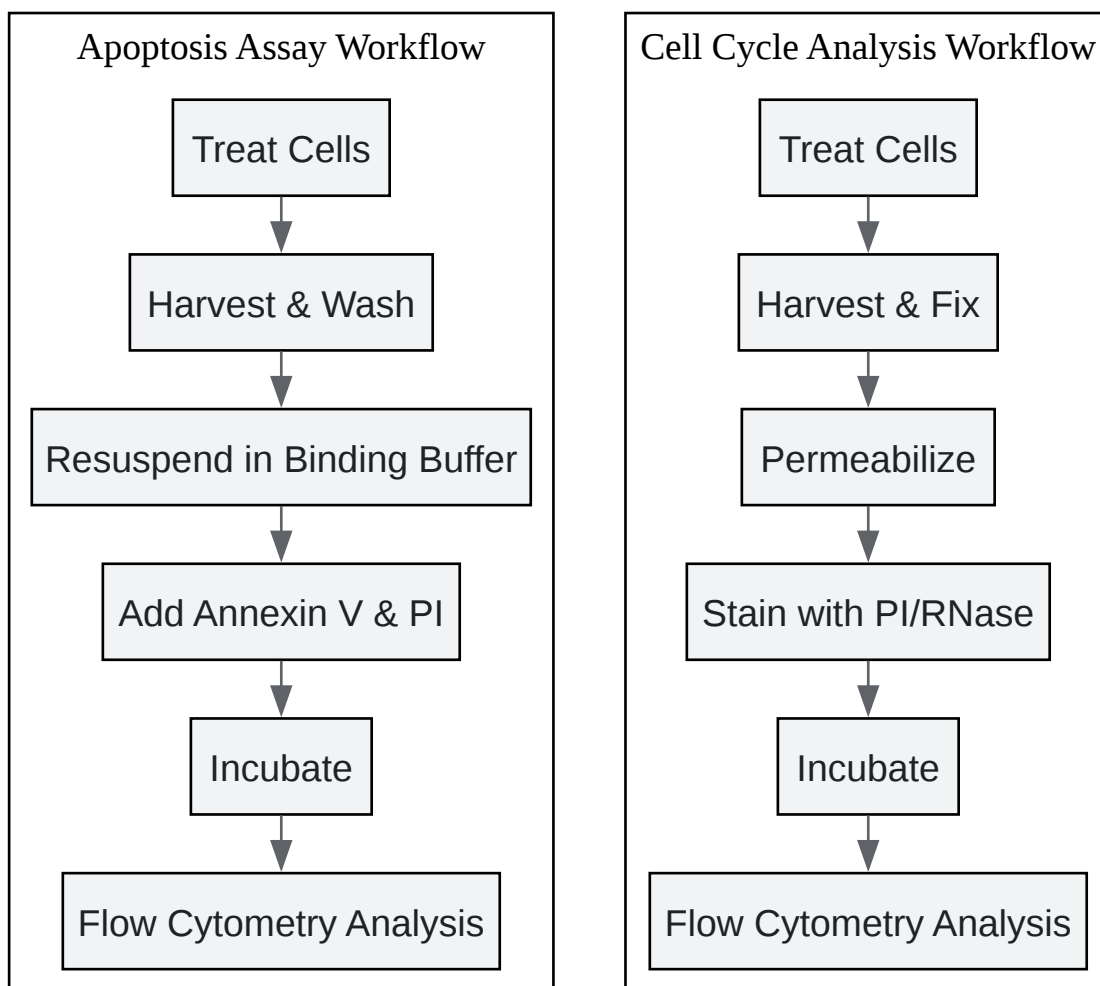 Apoptosis Assay Workflow
Treat Cells
Harvest & Wash
Resuspend in Binding Buffer
Add Annexin V & PI
Incubate
Flow Cytometry Analysis
Cell Cycle Analysis Workflow
Treat Cells
Harvest & Fix
Permeabilize
Stain with PI/RNase
Incubate
Flow Cytometry Analysis